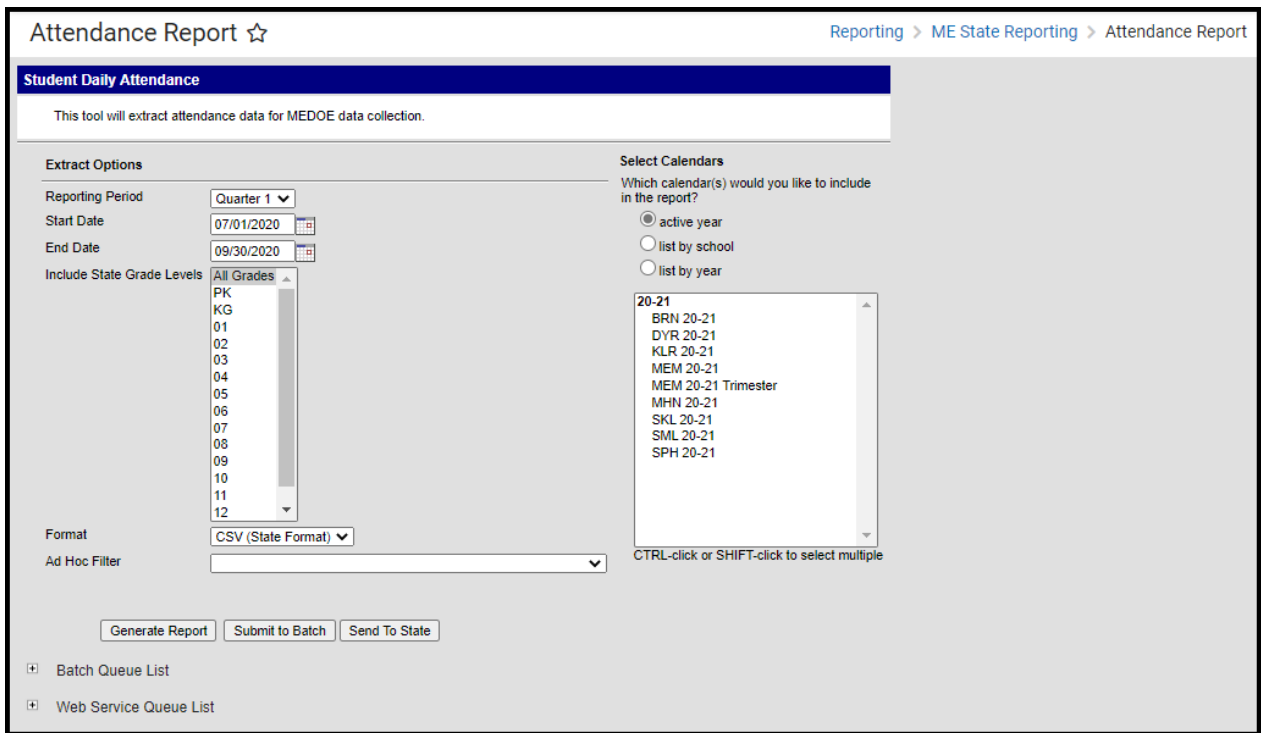 Attendance Report
Reporting > ME State Reporting > Attendance Report
Student Daily Attendance
This tool will extract attendance data for MEDOE data collection.
Extract Options
Reporting Period
Quarter 1
Start Date
07/01/2020
End Date
09/30/2020
Include State Grade Levels
All Grades
PK
KG
01
02
03
04
05
06
07
08
09
10
11
12
Format
CSV (State Format)
Ad Hoc Filter
Select Calendars
Which calendar(s) would you like to include
in the report?
active year
list by school
list by year
20-21
BRN 20-21
DYR 20-21
KLR 20-21
MEM 20-21
MEM 20-21 Trimester
MHN 20-21
SKL 20-21
SML 20-21
SPH 20-21
CTRL-click or SHIFT-click to select multiple
Generate Report
Submit to Batch
Send To State
Batch Queue List
Web Service Queue List